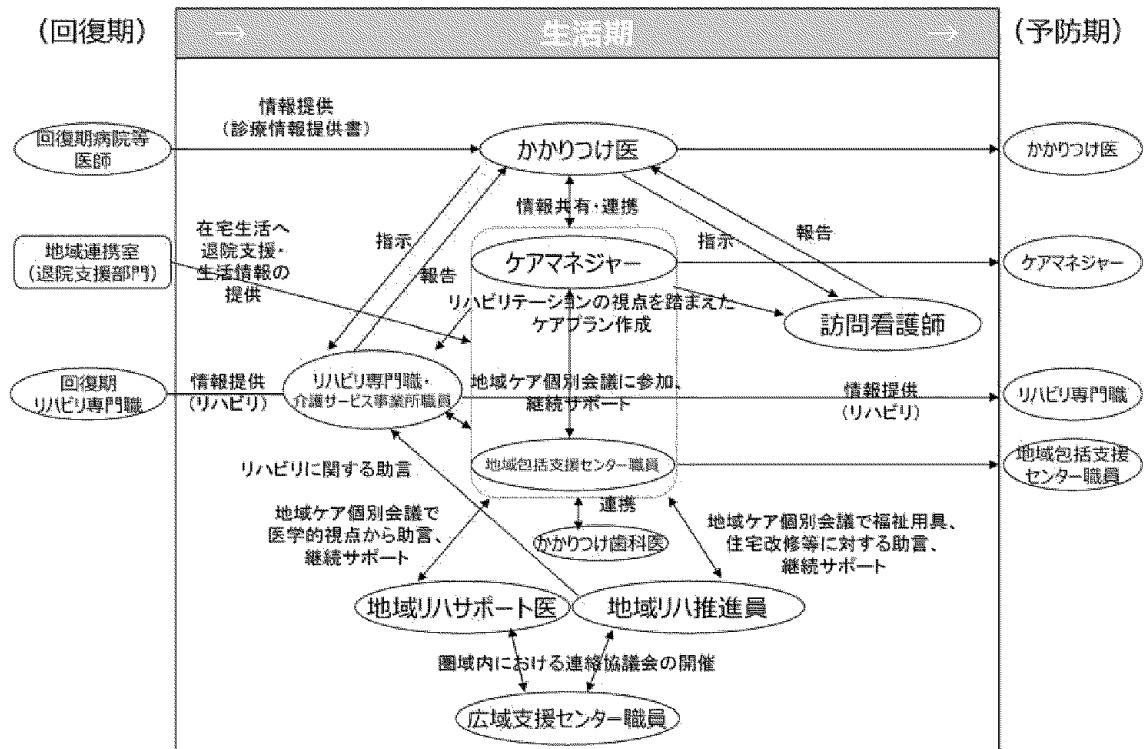 (回復期)
→ 生活期 →
(予防期)
情報提供
(診療情報提供書)
回復期病院等
医師
かかりつけ医
かかりつけ医
情報共有・連携
在宅生活へ
退院支援・
生活情報の
提供
指示
報告
指示
報告
地域連携室
(退院支援部門)
ケアマネジャー
ケアマネジャー
リハビリテーションの視点を踏まえた
ケアプラン作成
訪問看護師
回復期
リハビリ専門職
情報提供
(リハビリ)
リハビリ専門職・
介護サービス事業所職員
地域ケア個別会議に参加、
継続サポート
情報提供
(リハビリ)
リハビリ専門職
リハビリに関する助言
地域包括支援センター職員
地域包括支援
センター職員
地域ケア個別会議で
医学的視点から助言、
継続サポート
連携
かかりつけ歯科医
地域ケア個別会議で福祉用具、
住宅改修等に対する助言、
継続サポート
地域リハサポート医
地域リハ推進員
圏域内における連絡協議会の開催
広域支援センター職員